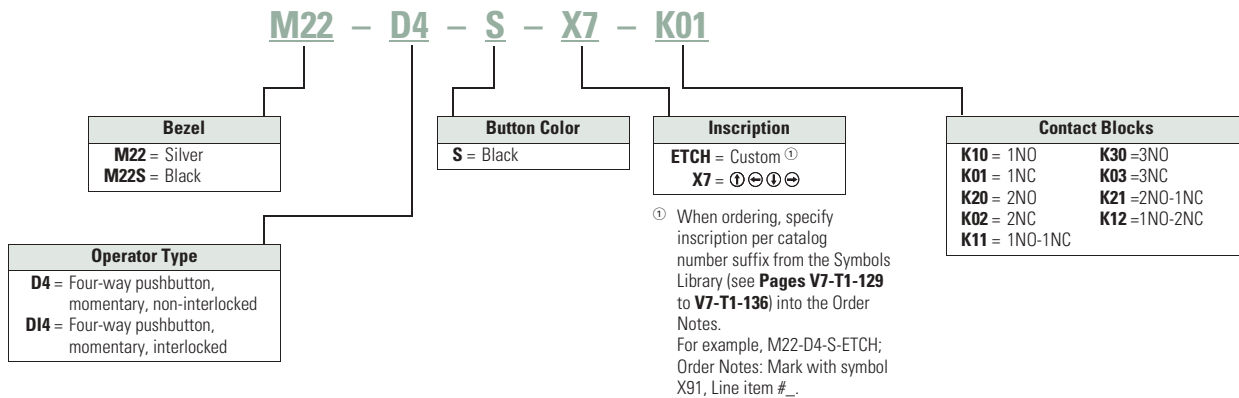 M22 – D4 – S – X7 – K01
Bezel
M22 = Silver
M22S = Black
Operator Type
D4 = Four-way pushbutton,
momentary, non-interlocked
DI4 = Four-way pushbutton,
momentary, interlocked
Button Color
S = Black
Inscription
ETCH = Custom ①
X7 = ⬆⬅⬇➡
① When ordering, specify
inscription per catalog
number suffix from the Symbols
Library (see Pages V7-T1-129
to V7-T1-136) into the Order
Notes.
For example, M22-D4-S-ETCH;
Order Notes: Mark with symbol
X91, Line item #_.
Contact Blocks
K10 = 1NO
K01 = 1NC
K20 = 2NO
K02 = 2NC
K11 = 1NO-1NC
K30 =3NO
K03 =3NC
K21 =2NO-1NC
K12 =1NO-2NC